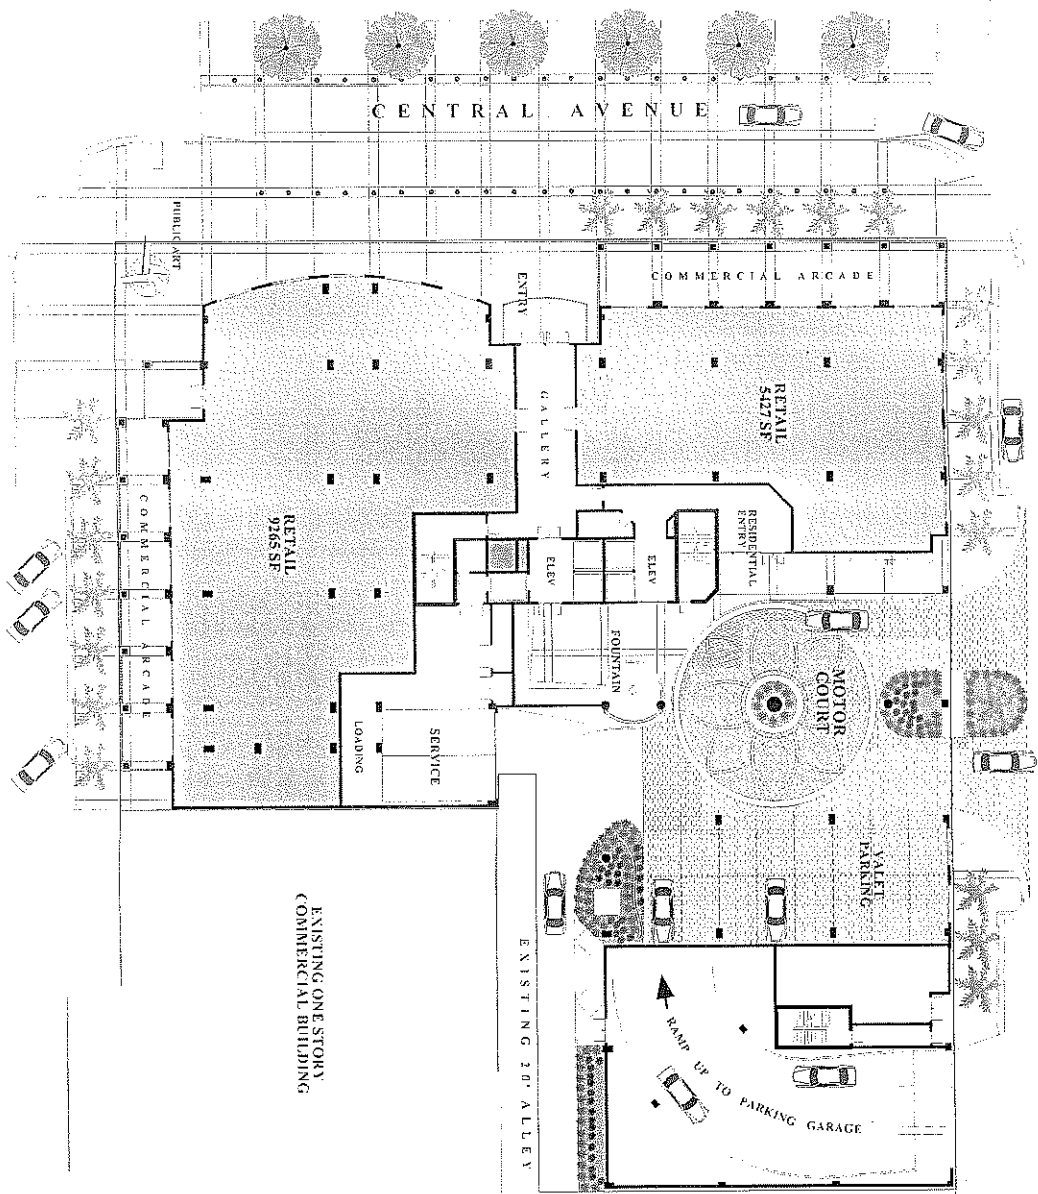 CENTRAL AVENUE
PUBLIC ART
ENTRY
COMMERCIAL ARCADE
RETAIL
5427 SF
GALLERY
RETAIL
9265 SF
COMMERCIAL ARCADE
RESIDENTIAL
ENTRY
ELEV
ELEV
FOUNTAIN
MOTOR
COURT
SERVICE
LOADING
VALET
PARKING
EXISTING ONE STORY
COMMERCIAL BUILDING
EXISTING 20' ALLEY
RAMP UP TO PARKING GARAGE